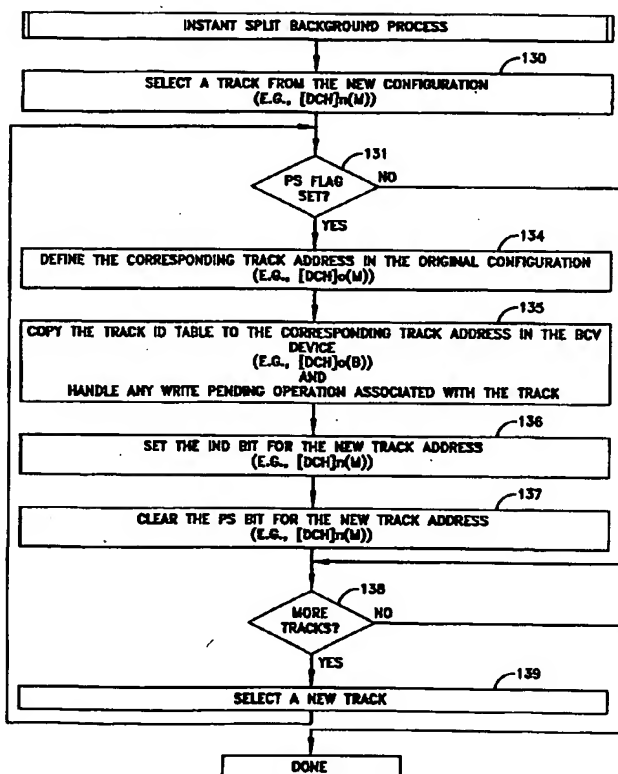 INSTANT SPLIT BACKGROUND PROCESS
130
SELECT A TRACK FROM THE NEW CONFIGURATION
(E.G., [DCH]n(M))
131
PS FLAG
SET?
NO
YES
134
DEFINE THE CORRESPONDING TRACK ADDRESS IN THE ORIGINAL CONFIGURATION
(E.G., [DCH]o(M))
135
COPY THE TRACK ID TABLE TO THE CORRESPONDING TRACK ADDRESS IN THE BCV
DEVICE
(E.G., [DCH]o(B))
AND
HANDLE ANY WRITE PENDING OPERATION ASSOCIATED WITH THE TRACK
136
SET THE IND BIT FOR THE NEW TRACK ADDRESS
(E.G., [DCH]n(M))
137
CLEAR THE PS BIT FOR THE NEW TRACK ADDRESS
(E.G., [DCH]n(M))
138
MORE
TRACKS?
NO
YES
139
SELECT A NEW TRACK
DONE